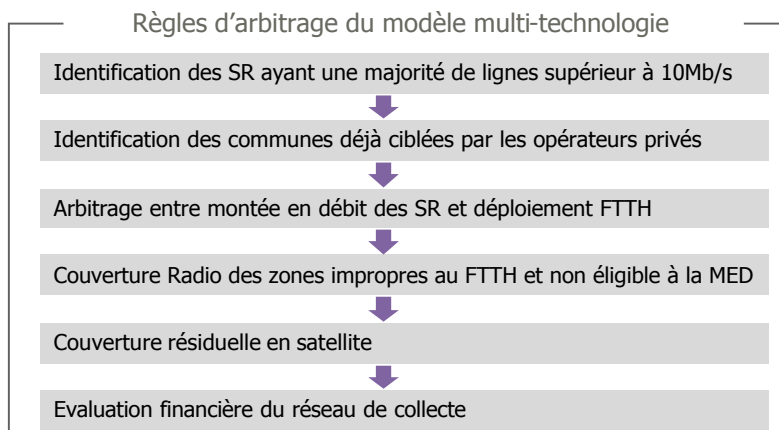 Règles d’arbitrage du modèle multi-technologie
Identification des SR ayant une majorité de lignes supérieur à 10Mb/s
Identification des communes déjà ciblées par les opérateurs privés
Arbitrage entre montée en débit des SR et déploiement FTTH
Couverture Radio des zones impropres au FTTH et non éligible à la MED
Couverture résiduelle en satellite
Evaluation financière du réseau de collecte